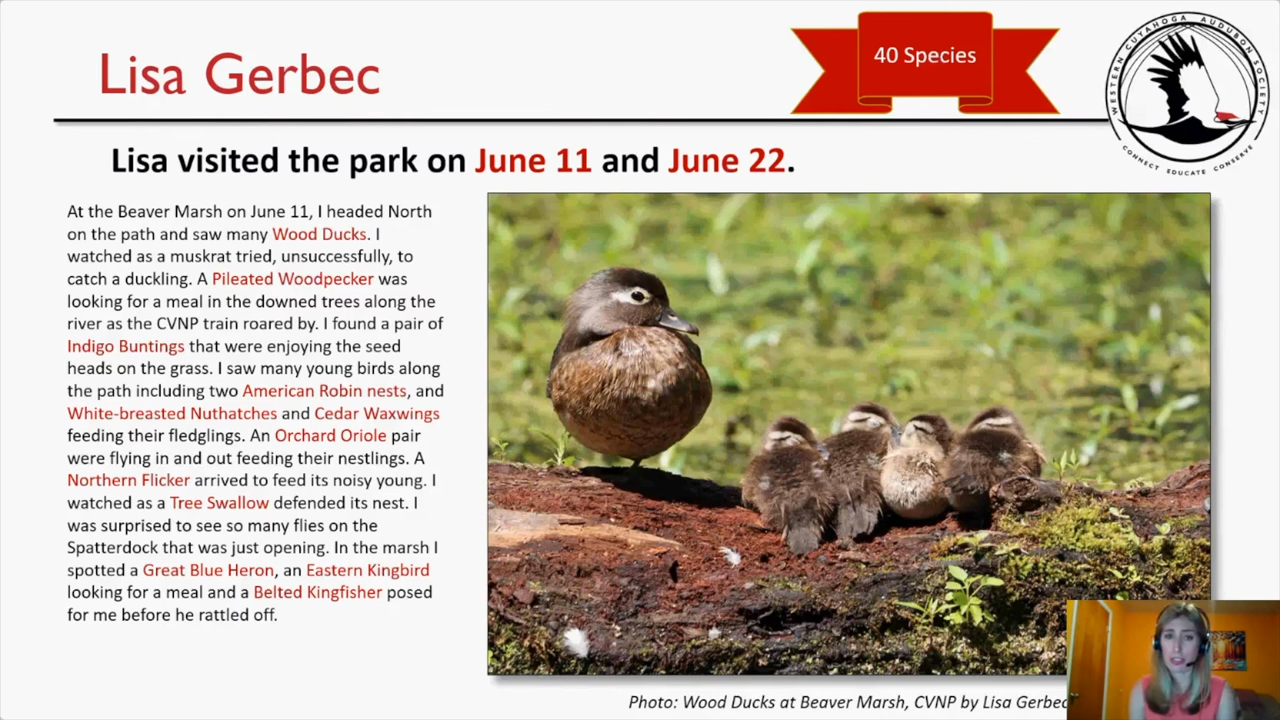 Lisa Gerbec
40 Species
WESTERN CUYAHOGA AUDUBON SOCIETY
CONNECT EDUCATE CONSERVE
Lisa visited the park on June 11 and June 22.
At the Beaver Marsh on June 11, I headed North
on the path and saw many Wood Ducks. I
watched as a muskrat tried, unsuccessfully, to
catch a duckling. A Pileated Woodpecker was
looking for a meal in the downed trees along the
river as the CVNP train roared by. I found a pair of
Indigo Buntings that were enjoying the seed
heads on the grass. I saw many young birds along
the path including two American Robin nests, and
White-breasted Nuthatches and Cedar Waxwings
feeding their fledglings. An Orchard Oriole pair
were flying in and out feeding their nestlings. A
Northern Flicker arrived to feed its noisy young. I
watched as a Tree Swallow defended its nest. I
was surprised to see so many flies on the
Spatterdock that was just opening. In the marsh I
spotted a Great Blue Heron, an Eastern Kingbird
looking for a meal and a Belted Kingfisher posed
for me before he rattled off.
Photo: Wood Ducks at Beaver Marsh, CVNP by Lisa Gerbec